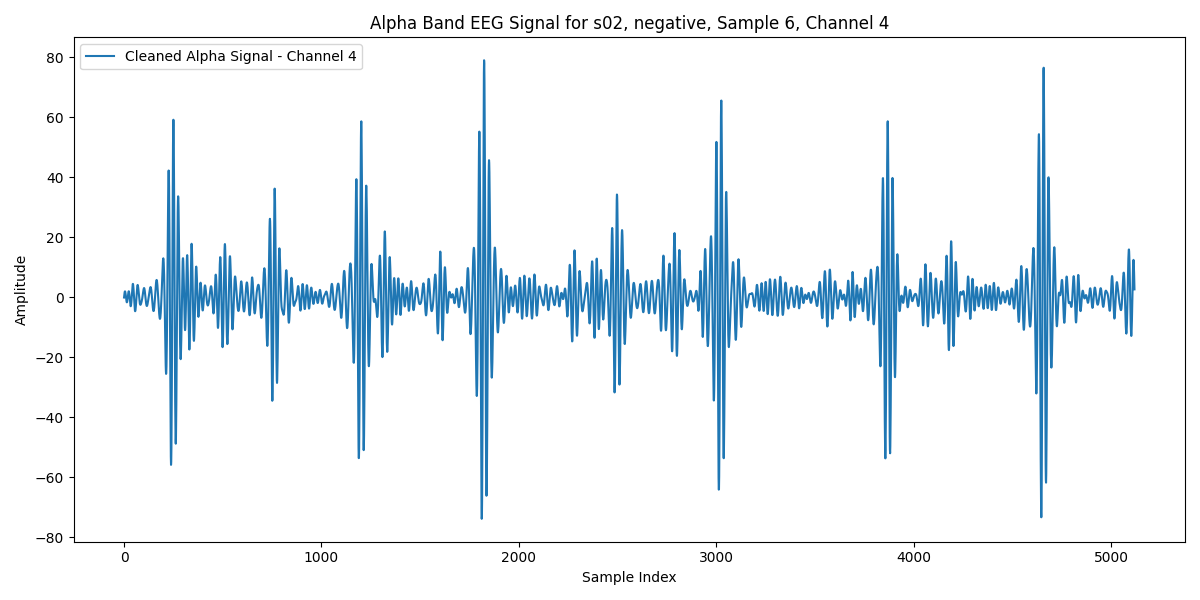 Alpha Band EEG Signal for s02, negative, Sample 6, Channel 4
Cleaned Alpha Signal - Channel 4
Amplitude
80
60
40
20
0
−20
−40
−60
−80
0 1000 2000 3000 4000 5000
Sample Index